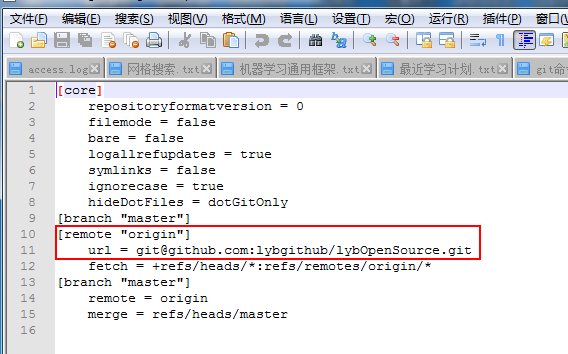 文件(F) 编辑(E) 搜索(S) 视图(V) 格式(M) 语言(L) 设置(T) 宏(O) 运行(R) 插件(P) 窗口(
access.log 网格搜索.txt 机器学习通用框架.txt 最近学习计划.txt git命
1 [core]
2 repositoryformatversion = 0
3 filemode = false
4 bare = false
5 logallrefupdates = true
6 symlinks = false
7 ignorecase = true
8 hideDotFiles = dotGitOnly
9 [branch "master"]
10 [remote "origin"]
11 url = git@github.com:lybgithub/lybOpenSource.git
12 fetch = +refs/heads/*:refs/remotes/origin/*
13 [branch "master"]
14 remote = origin
15 merge = refs/heads/master
16